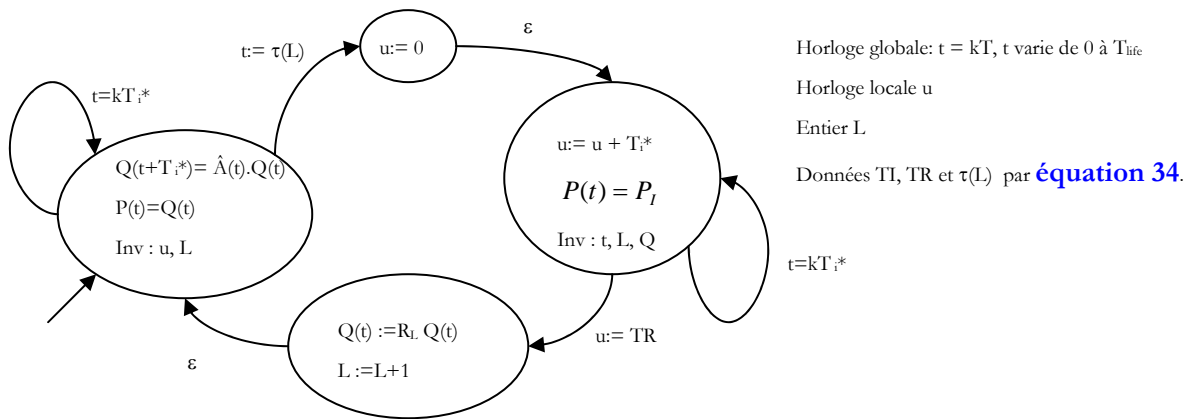 t:= τ(L)
u:= 0
ε
t=kTi*
Q(t+Ti*)= Â(t).Q(t)
P(t)=Q(t)
Inv : u, L
u:= u + Ti*
P(t) = PI
Inv : t, L, Q
t=kTi*
u:= TR
Q(t) :=RL Q(t)
L :=L+1
ε
Horloge globale: t = kT, t varie de 0 à Tlife
Horloge locale u
Entier L
Données TI, TR et τ(L) par équation 34.